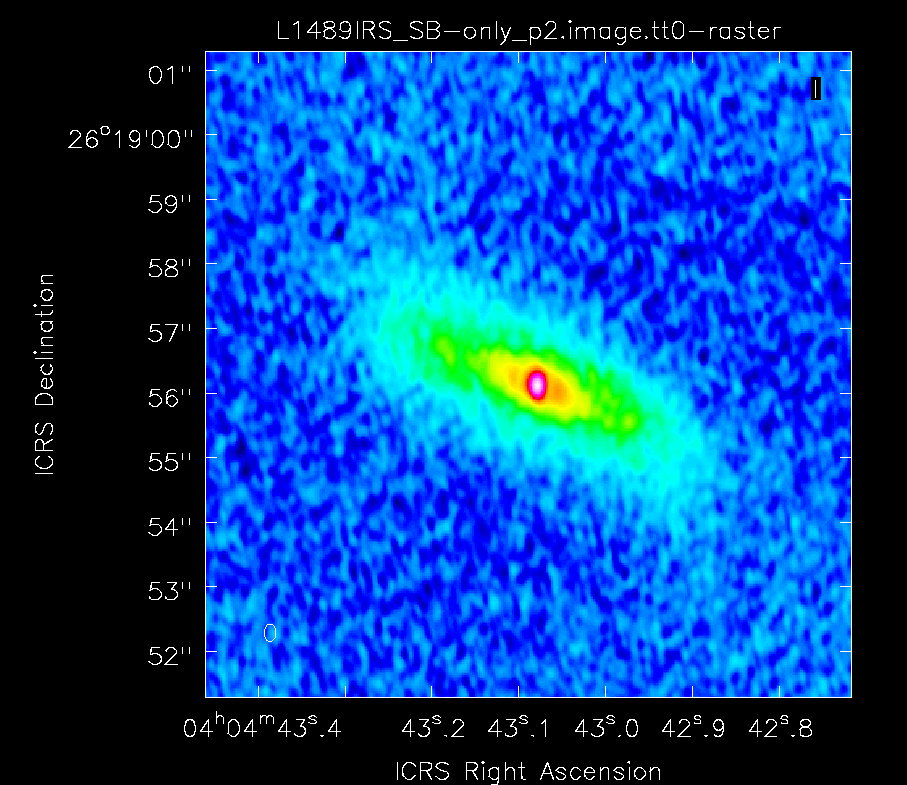 L1489IRS_SB-only_p2.image.tt0-raster
I
01"
26°19'00"
59"
58"
57"
56"
55"
54"
53"
52"
ICRS Declination
04ʰ04ᵐ43ˢ.4 43ˢ.2 43ˢ.1 43ˢ.0 42ˢ.9 42ˢ.8
ICRS Right Ascension